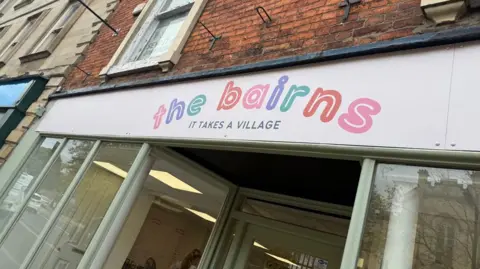 the bairns
IT TAKES A VILLAGE